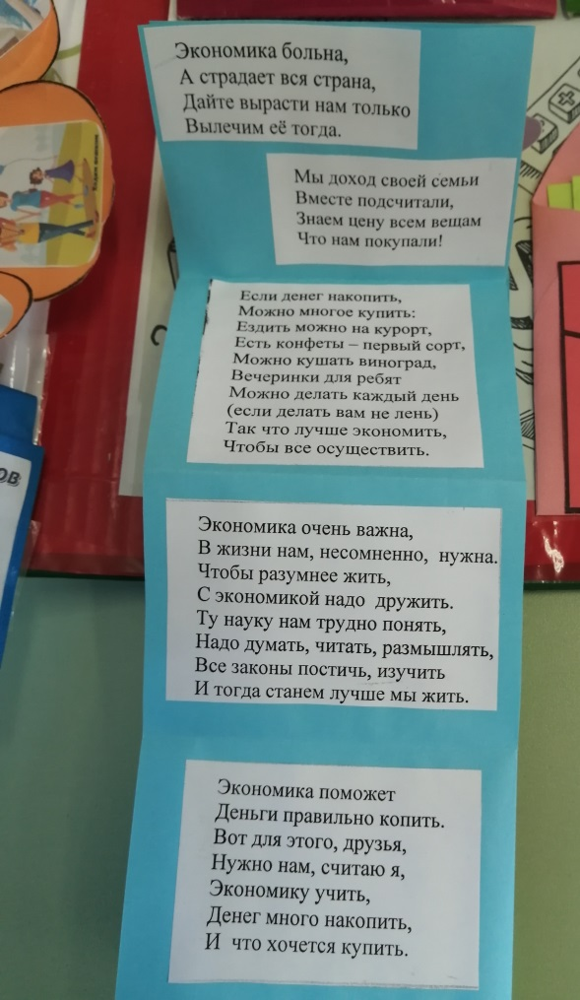 Экономика больна,
А страдает вся страна,
Дайте вырасти нам только
Вылечим её тогда.
Мы доход своей семьи
Вместе подсчитали,
Знаем цену всем вещам
Что нам покупали!
Если денег накопить,
Можно многое купить:
Ездить можно на курорт,
Есть конфеты – первый сорт,
Можно кушать виноград,
Вечеринки для ребят
Можно делать каждый день
(если делать вам не лень)
Так что лучше экономить,
Чтобы все осуществить.
Экономика очень важна,
В жизни нам, несомненно, нужна.
Чтобы разумнее жить,
С экономикой надо дружить.
Ту науку нам трудно понять,
Надо думать, читать, размышлять,
Все законы постичь, изучить
И тогда станем лучше мы жить.
Экономика поможет
Деньги правильно копить.
Вот для этого, друзья,
Нужно нам, считаю я,
Экономику учить,
Денег много накопить,
И что хочется купить.